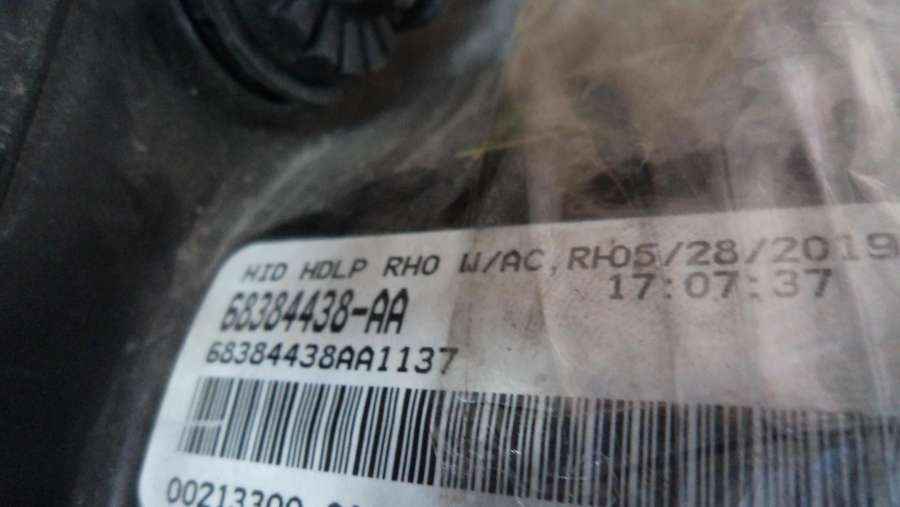 HID HDLP RHO W/AC,RH05/28/2019
17:07:37
68384438-AA
68384438AA1137